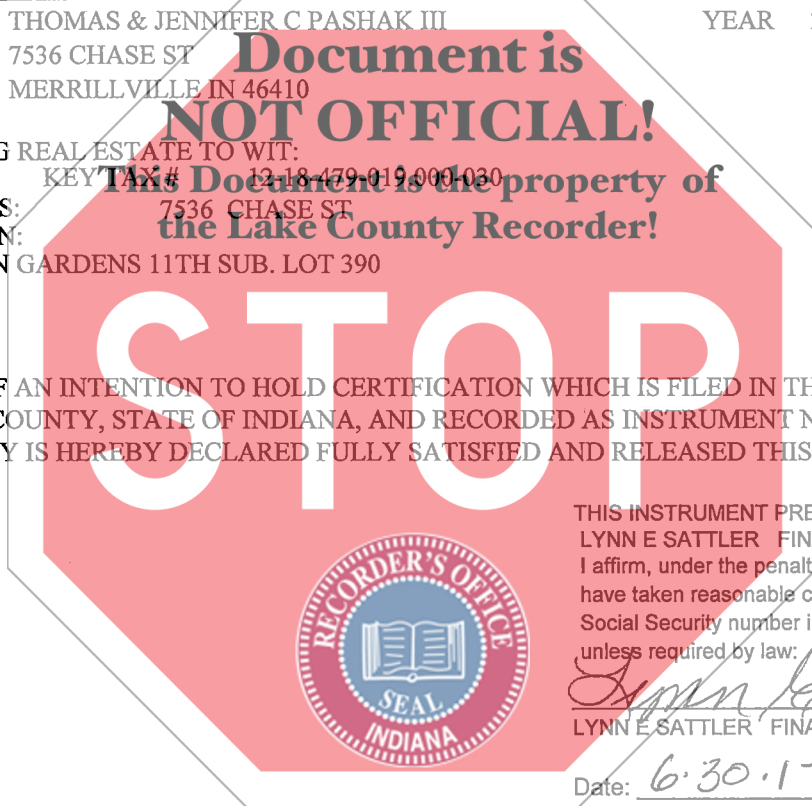 THOMAS & JENNIFER C PASHAK III YEAR
7536 CHASE ST
Document is
MERRILLVILLE IN 46410
NOT OFFICIAL!
G REAL ESTATE TO WIT:
KEY TAX # 12-18-479-019.000-030
This Document is the property of
S: 7536 CHASE ST
the Lake County Recorder!
N:
N GARDENS 11TH SUB. LOT 390
STOP
F AN INTENTION TO HOLD CERTIFICATION WHICH IS FILED IN TH
COUNTY, STATE OF INDIANA, AND RECORDED AS INSTRUMENT N
Y IS HEREBY DECLARED FULLY SATISFIED AND RELEASED THIS
THIS INSTRUMENT PRE
LYNN E SATTLER FIN
I affirm, under the penalt
have taken reasonable c
Social Security number i
unless required by law:
Lynn
LYNN E SATTLER FINA
Date: 6.30.1
RECORDER'S OFFICE
SEAL
INDIANA